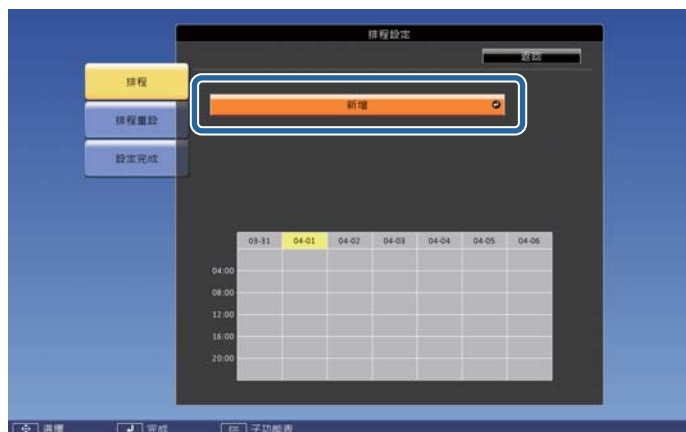 排程設定
返回
排程
新增
排程重設
設定完成
03-31 04-01 04-02 04-03 04-04 04-05 04-06
04:00
08:00
12:00
16:00
20:00
選擇 完成 子功能表